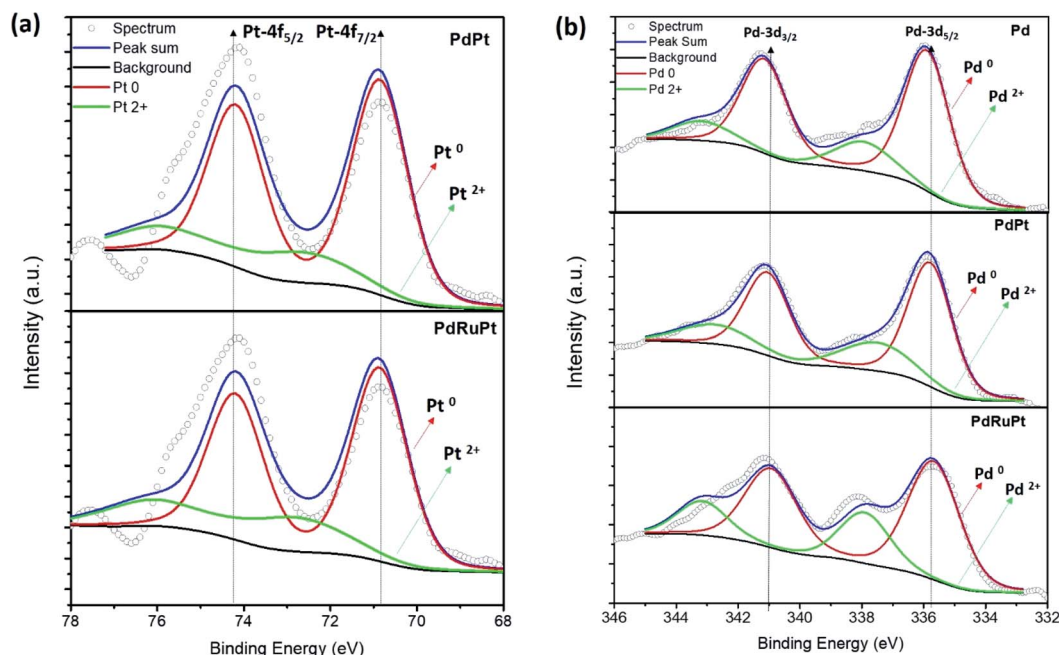 (a)
Spectrum
Peak sum
Background
Pt 0
Pt 2+
Pt-4f5/2
Pt-4f7/2
PdPt
Pt 0
Pt 2+
PdRuPt
Pt 0
Pt 2+
Intensity (a.u.)
78 76 74 72 70 68
Binding Energy (eV)
(b)
Spectrum
Peak Sum
Background
Pd 0
Pd 2+
Pd-3d3/2
Pd-3d5/2
Pd
Pd 0
Pd 2+
PdPt
Pd 0
Pd 2+
PdRuPt
Pd 0
Pd 2+
Intensity (a.u.)
346 344 342 340 338 336 334 332
Binding Energy (eV)